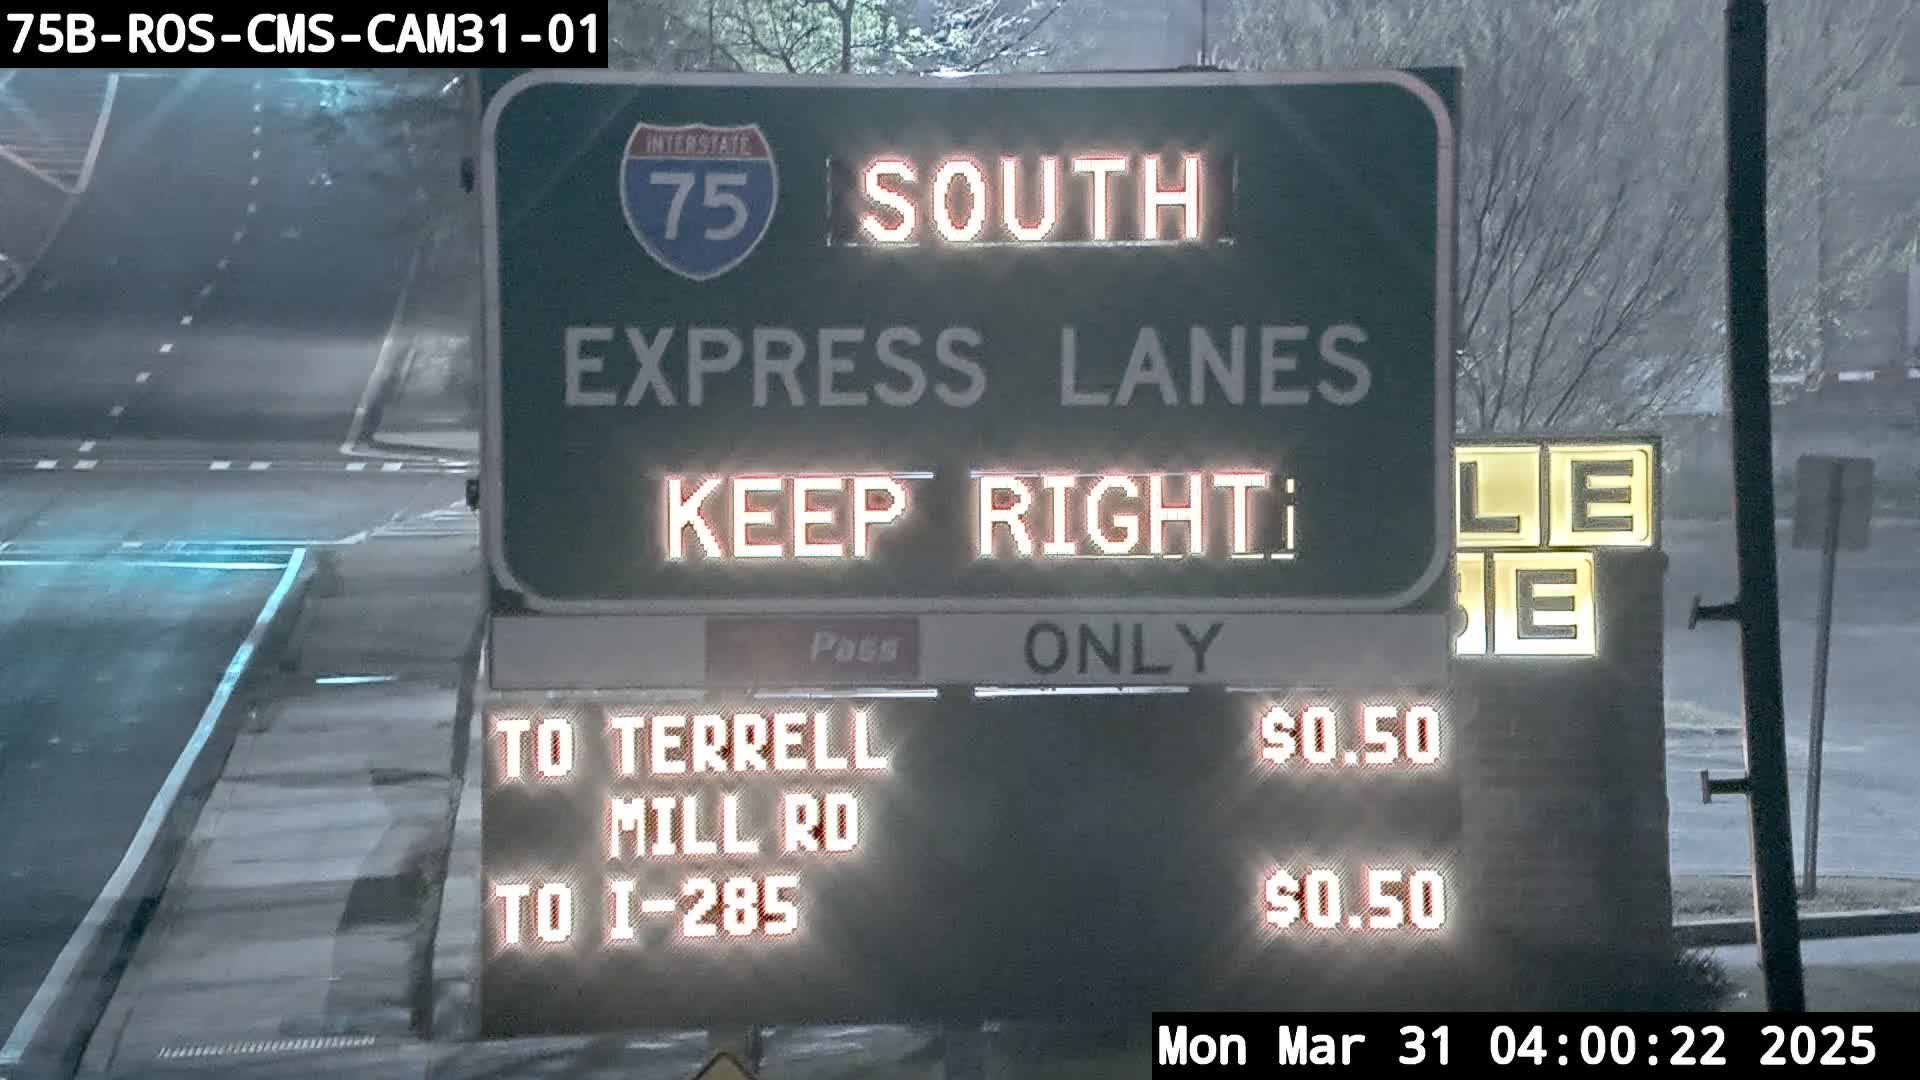 75B-ROS-CMS-CAM31-01
INTERSTATE
75
SOUTH
EXPRESS LANES
KEEP RIGHT
LE
E
Pass ONLY
TO TERRELL $0.50
MILL RD
TO I-285 $0.50
Mon Mar 31 04:00:22 2025